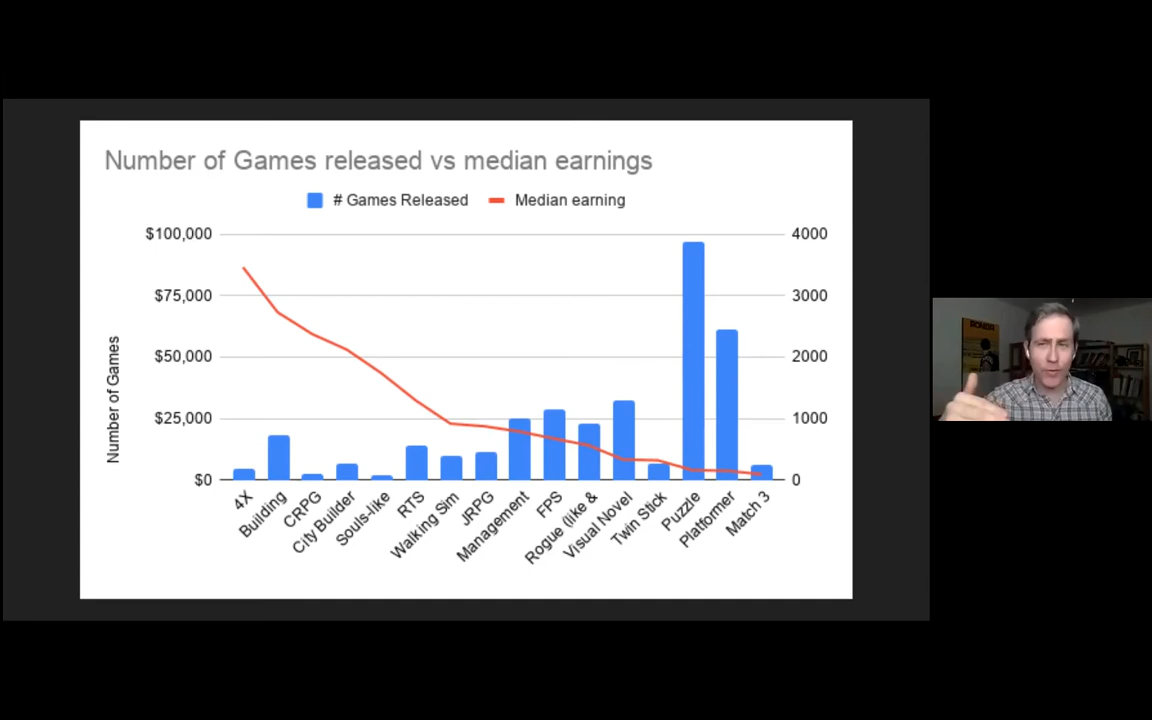 Number of Games released vs median earnings
# Games Released
Median earning
$100,000
$75,000
$50,000
$25,000
$0
4000
3000
2000
1000
0
Number of Games
4X
Building
CRPG
City Builder
Souls-like
RTS
Walking Sim
JRPG
Management
FPS
Rogue (like &
Visual Novel
Twin Stick
Puzzle
Platformer
Match 3